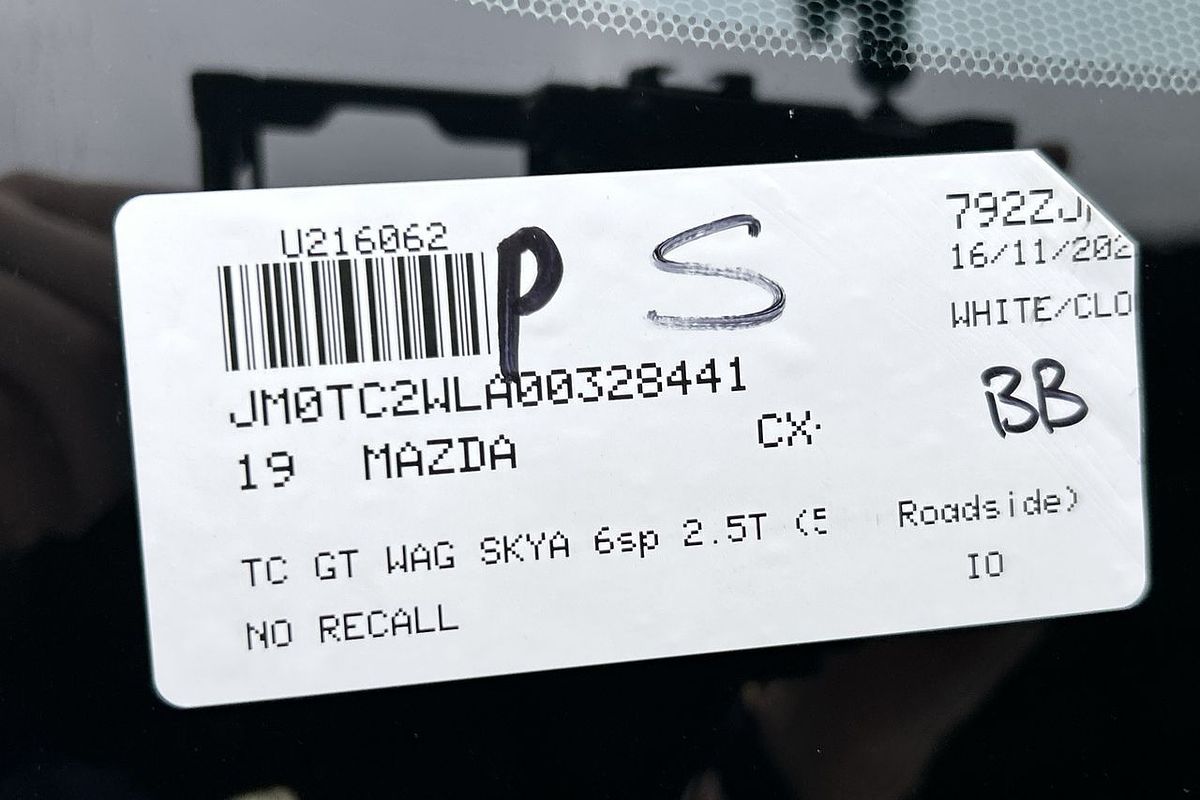 U216062
P S
792ZJ
16/11/202
WHITE/CLO
JM0TC2WLA00328441
BB
19 MAZDA CX-
TC GT WAG SKYA 6sp 2.5T (5 Roadside)
IO
NO RECALL